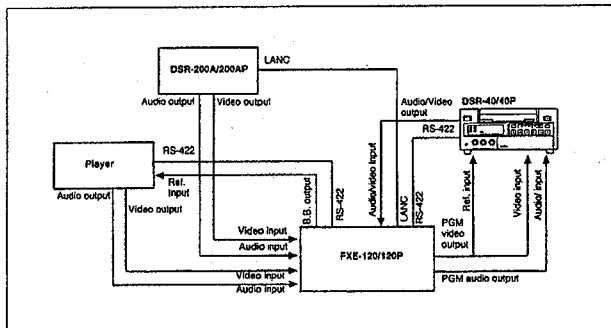 DSR-200A/200AP
LANC
DSR-40/40P
Audio output
Video output
Audio/Video output
RS-422
Player
RS-422
Ref. input
Audio output
Video output
B.B. output
RS-422
Audio/video input
LANC
RS-422
Ref. input
Video input
Audio/ input
Video input
Audio input
PGM video output
FXE-120/120P
Video input
Audio input
PGM audio output